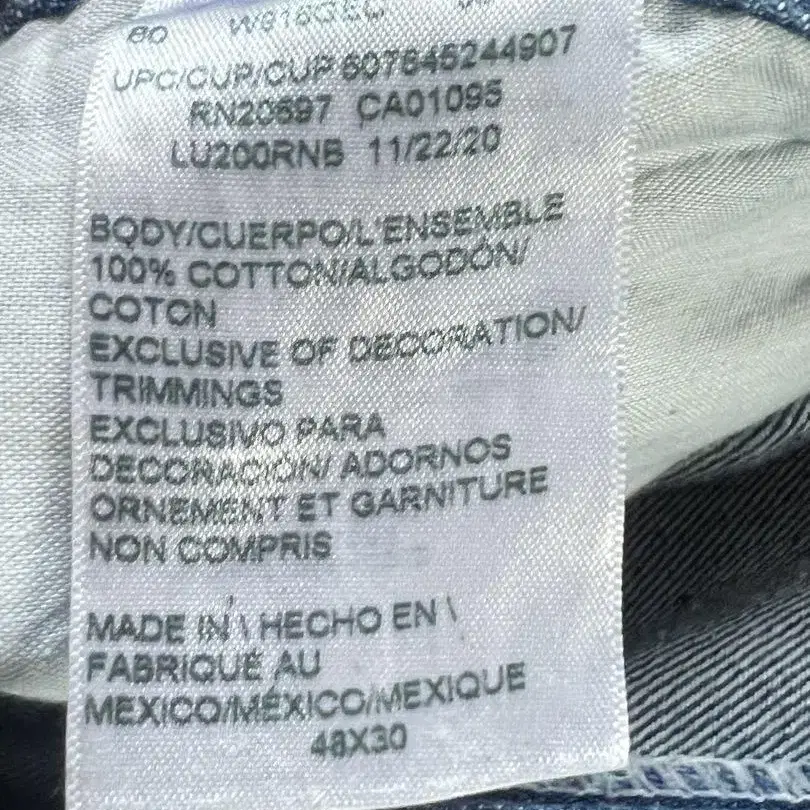 80
UPC/CUP/CUP 607645244907
RN20697 CA01095
LU200RNB 11/22/20
BODY/CUERPO/L'ENSEMBLE
100% COTTON/ALGODÓN/
COTON
EXCLUSIVE OF DECORATION/
TRIMMINGS
EXCLUSIVO PARA
DECORACIÓN/ ADORNOS
ORNEMENT ET GARNITURE
NON COMPRIS
MADE IN \ HECHO EN \
FABRIQUÉ AU
MEXICO/MÉXICO/MEXIQUE
48X30